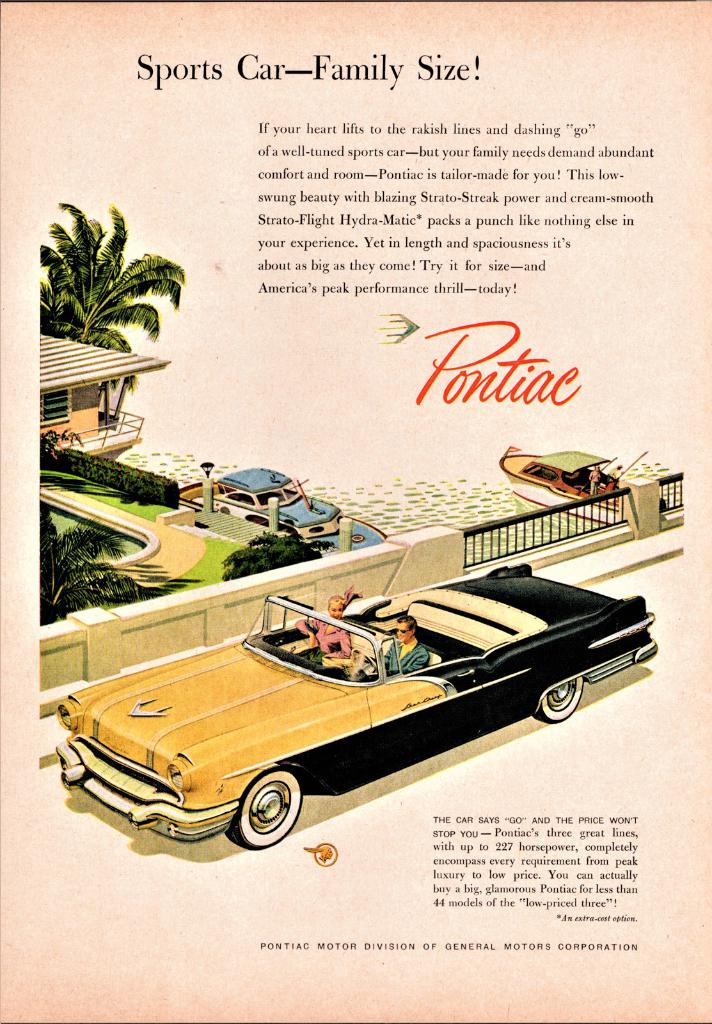 Sports Car—Family Size!
If your heart lifts to the rakish lines and dashing "go"
of a well-tuned sports car—but your family needs demand abundant
comfort and room—Pontiac is tailor-made for you! This low-
swung beauty with blazing Strato-Streak power and cream-smooth
Strato-Flight Hydra-Matic* packs a punch like nothing else in
your experience. Yet in length and spaciousness it's
about as big as they come! Try it for size—and
America's peak performance thrill—today!
Pontiac
Star Chief
THE CAR SAYS "GO" AND THE PRICE WON'T
STOP YOU — Pontiac's three great lines,
with up to 227 horsepower, completely
encompass every requirement from peak
luxury to low price. You can actually
buy a big, glamorous Pontiac for less than
44 models of the "low-priced three"!
*An extra-cost option.
PONTIAC MOTOR DIVISION OF GENERAL MOTORS CORPORATION